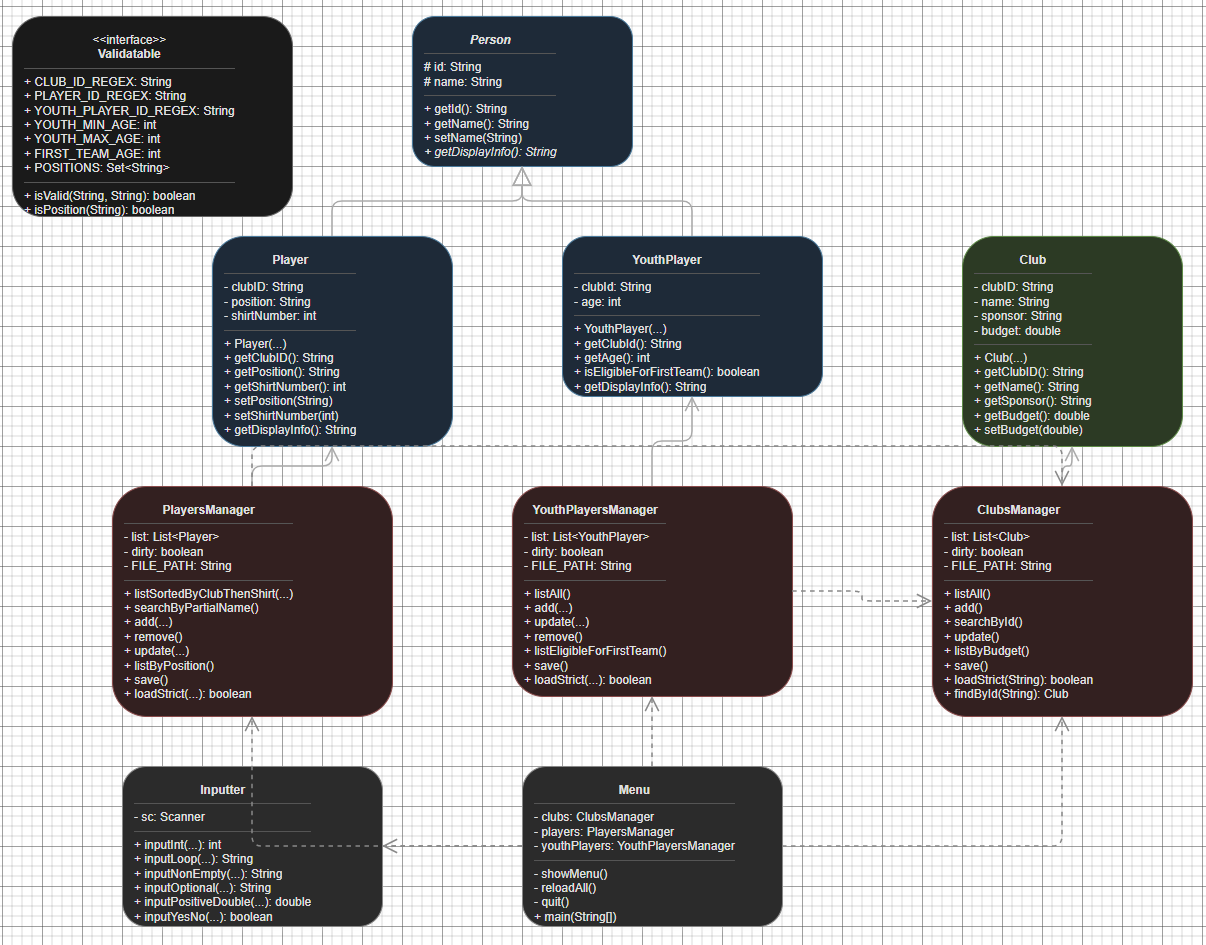 <<interface>>
Validatable
+ CLUB_ID_REGEX: String
+ PLAYER_ID_REGEX: String
+ YOUTH_PLAYER_ID_REGEX: String
+ YOUTH_MIN_AGE: int
+ YOUTH_MAX_AGE: int
+ FIRST_TEAM_AGE: int
+ POSITIONS: Set<String>
+ isValid(String, String): boolean
+ isPosition(String): boolean
Person
# id: String
# name: String
+ getId(): String
+ getName(): String
+ setName(String)
+ getDisplayInfo(): String
Player
- clubID: String
- position: String
- shirtNumber: int
+ Player(...)
+ getClubID(): String
+ getPosition(): String
+ getShirtNumber(): int
+ setPosition(String)
+ setShirtNumber(int)
+ getDisplayInfo(): String
YouthPlayer
- clubId: String
- age: int
+ YouthPlayer(...)
+ getClubId(): String
+ getAge(): int
+ isEligibleForFirstTeam(): boolean
+ getDisplayInfo(): String
Club
- clubID: String
- name: String
- sponsor: String
- budget: double
+ Club(...)
+ getClubID(): String
+ getName(): String
+ getSponsor(): String
+ getBudget(): double
+ setBudget(double)
PlayersManager
- list: List<Player>
- dirty: boolean
- FILE_PATH: String
+ listSortedByClubThenShirt(...)
+ searchByPartialName()
+ add(...)
+ remove()
+ update(...)
+ listByPosition()
+ save()
+ loadStrict(...): boolean
YouthPlayersManager
- list: List<YouthPlayer>
- dirty: boolean
- FILE_PATH: String
+ listAll()
+ add(...)
+ update(...)
+ remove()
+ listEligibleForFirstTeam()
+ save()
+ loadStrict(...): boolean
ClubsManager
- list: List<Club>
- dirty: boolean
- FILE_PATH: String
+ listAll()
+ add()
+ searchById()
+ update()
+ listByBudget()
+ save()
+ loadStrict(String): boolean
+ findById(String): Club
Inputter
- sc: Scanner
+ inputInt(...): int
+ inputLoop(...): String
+ inputNonEmpty(...): String
+ inputOptional(...): String
+ inputPositiveDouble(...): double
+ inputYesNo(...): boolean
Menu
- clubs: ClubsManager
- players: PlayersManager
- youthPlayers: YouthPlayersManager
- showMenu()
- reloadAll()
- quit()
+ main(String[])